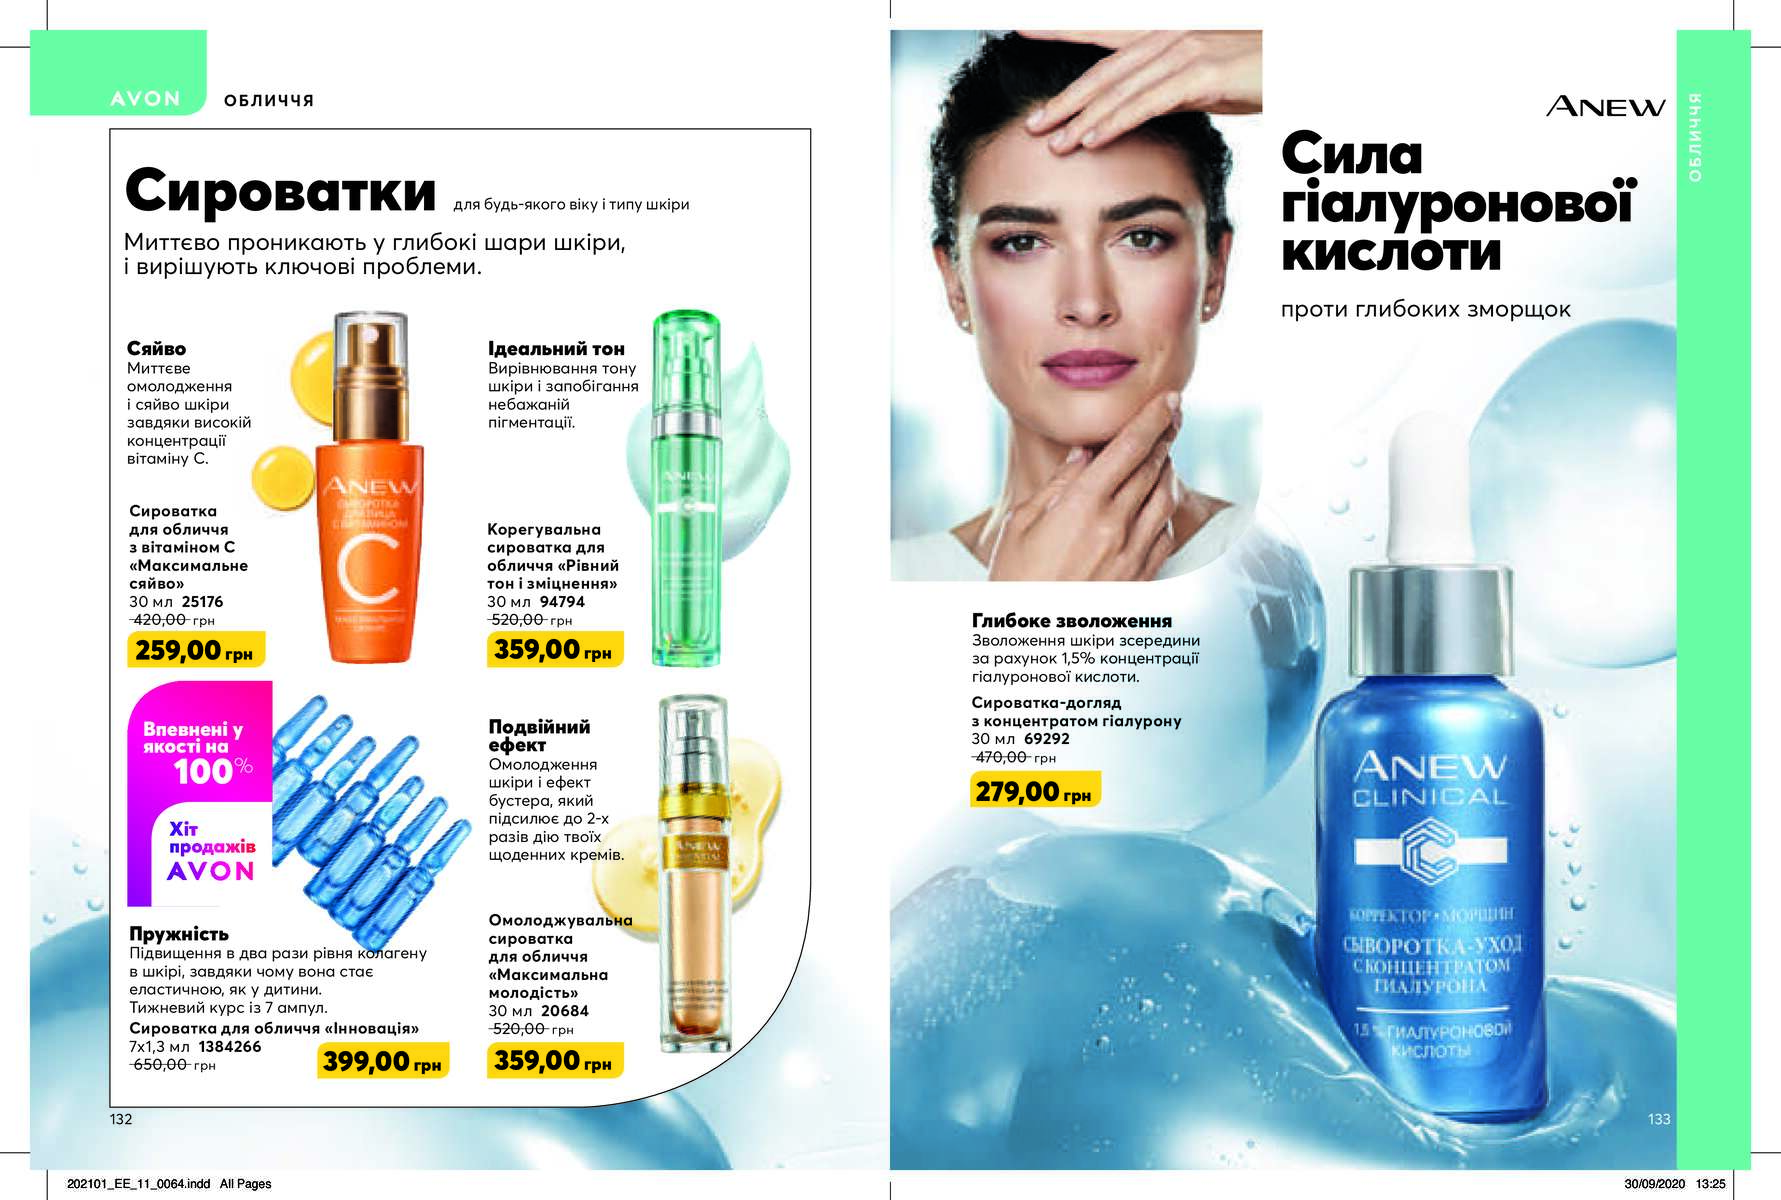 AVON
ОБЛИЧЧЯ
Сироватки для будь-якого віку і типу шкіри
Миттєво проникають у глибокі шари шкіри,
і вирішують ключові проблеми.
Сяйво
Миттєве
омолодження
і сяйво шкіри
завдяки високій
концентрації
вітаміну С.
Сироватка
для обличчя
з вітаміном С
«Максимальне
сяйво»
30 мл 25176
420,00 грн
259,00 грн
ANEW
СЫВОРОТКА
ДЛЯ ЛИЦА
С ВИТАМИНОМ
C
Ідеальний тон
Вирівнювання тону
шкіри і запобігання
небажаній
пігментації.
Корегувальна
сироватка для
обличчя «Рівний
тон і зміцнення»
30 мл 94794
520,00 грн
359,00 грн
ANEW
Впевнені у
якості на
100%
Хіт
продажів
AVON
Пружність
Підвищення в два рази рівня колагену
в шкірі, завдяки чому вона стає
еластичною, як у дитини.
Тижневий курс із 7 ампул.
Сироватка для обличчя «Інновація»
7х1,3 мл 1384266
650,00 грн
399,00 грн
Подвійний
ефект
Омолодження
шкіри і ефект
бустера, який
підсилює до 2-х
разів дію твоїх
щоденних кремів.
Омолоджувальна
сироватка
для обличчя
«Максимальна
молодість»
30 мл 20684
520,00 грн
359,00 грн
ANEW
132
ANEW
ОБЛИЧЧЯ
Сила
гіалуронової
кислоти
проти глибоких зморщок
Глибоке зволоження
Зволоження шкіри зсередини
за рахунок 1,5% концентрації
гіалуронової кислоти.
Сироватка-догляд
з концентратом гіалурону
30 мл 69292
470,00 грн
279,00 грн
ANEW
CLINICAL
КОРРЕКТОР • МОРЩИН
СЫВОРОТКА-УХОД
С КОНЦЕНТРАТОМ
ГИАЛУРОНА
1,5 % ГИАЛУРОНОВОЙ
КИСЛОТЫ
133
202101_EE_11_0064.indd All Pages
30/09/2020 13:25